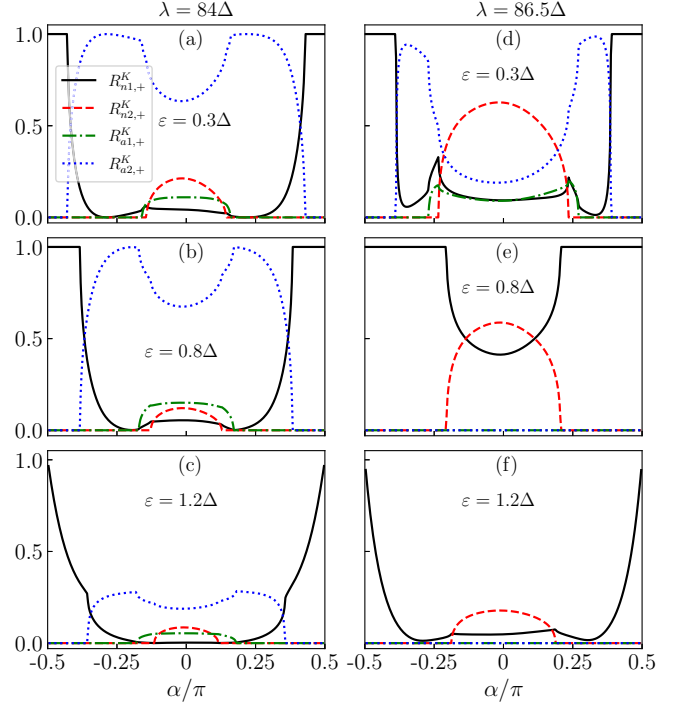 λ = 84Δ
λ = 86.5Δ
1.0
0.5
0.0
(a)
R^K_{n1,+}
R^K_{n2,+}
R^K_{a1,+}
R^K_{a2,+}
ε = 0.3Δ
(d)
ε = 0.3Δ
1.0
0.5
0.0
(b)
ε = 0.8Δ
(e)
ε = 0.8Δ
1.0
0.5
0.0
(c)
ε = 1.2Δ
(f)
ε = 1.2Δ
-0.5 -0.25 0 0.25 0.5
-0.5 -0.25 0 0.25 0.5
α/π
α/π